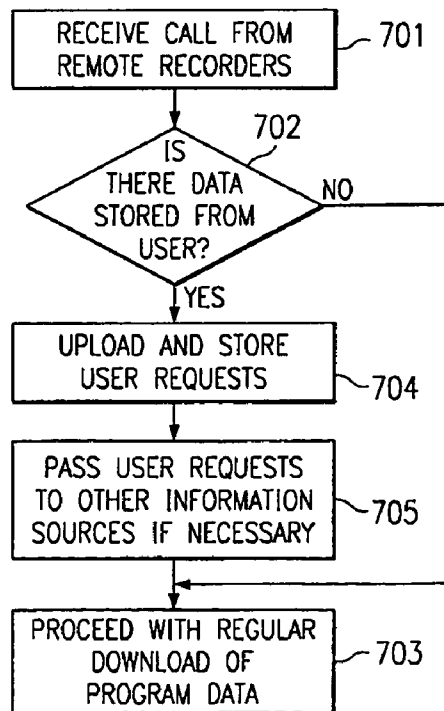 RECEIVE CALL FROM
REMOTE RECORDERS
701
702
IS
THERE DATA
STORED FROM
USER?
NO
YES
UPLOAD AND STORE
USER REQUESTS
704
PASS USER REQUESTS
TO OTHER INFORMATION
SOURCES IF NECESSARY
705
PROCEED WITH REGULAR
DOWNLOAD OF
PROGRAM DATA
703